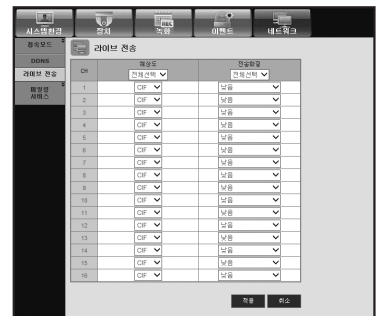 시스템환경 장치 녹화 이벤트 네트워크
접속모드
DDNS
라이브 전송
메일링 서비스
라이브 전송
CH 해상도 전송화질
전체선택 전체선택
1 CIF 낮음
2 CIF 낮음
3 CIF 낮음
4 CIF 낮음
5 CIF 낮음
6 CIF 낮음
7 CIF 낮음
8 CIF 낮음
9 CIF 낮음
10 CIF 낮음
11 CIF 낮음
12 CIF 낮음
13 CIF 낮음
14 CIF 낮음
15 CIF 낮음
16 CIF 낮음
적용 취소